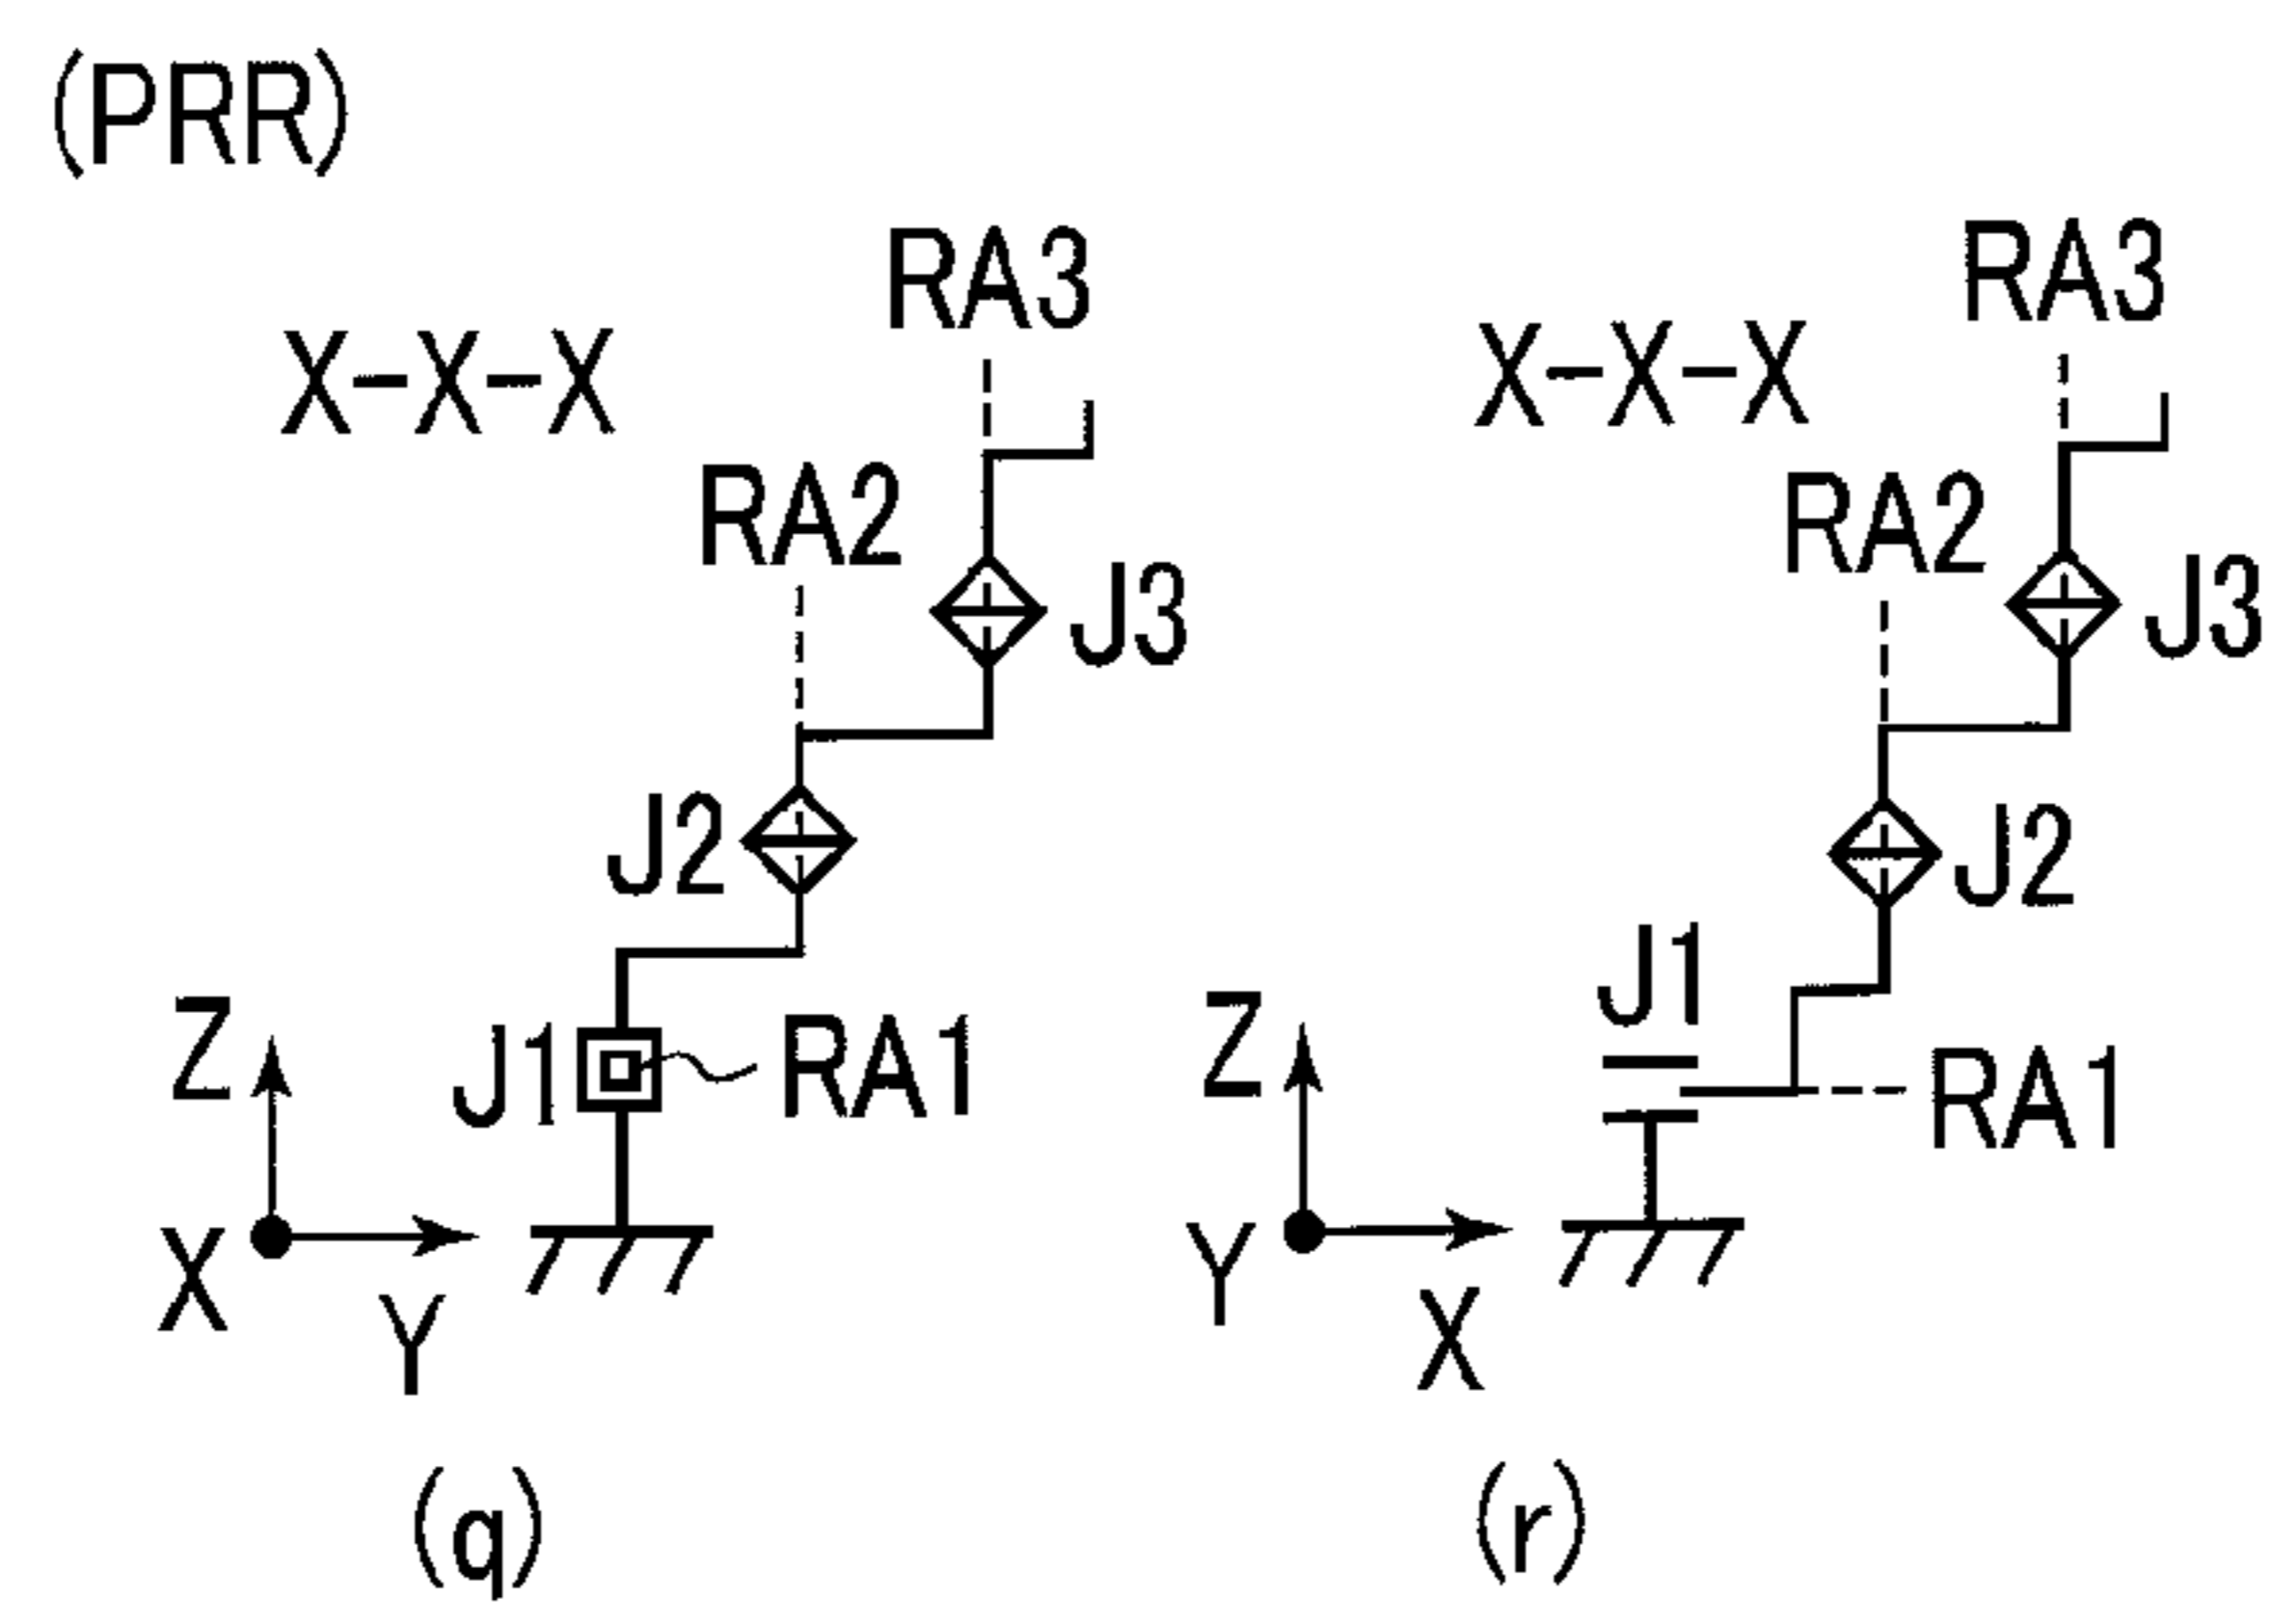 (PRR)
X-X-X
RA3
RA2
J3
J2
J1
RA1
Z
X
Y
(q)
X-X-X
RA3
RA2
J3
J2
J1
RA1
Z
Y
X
(r)